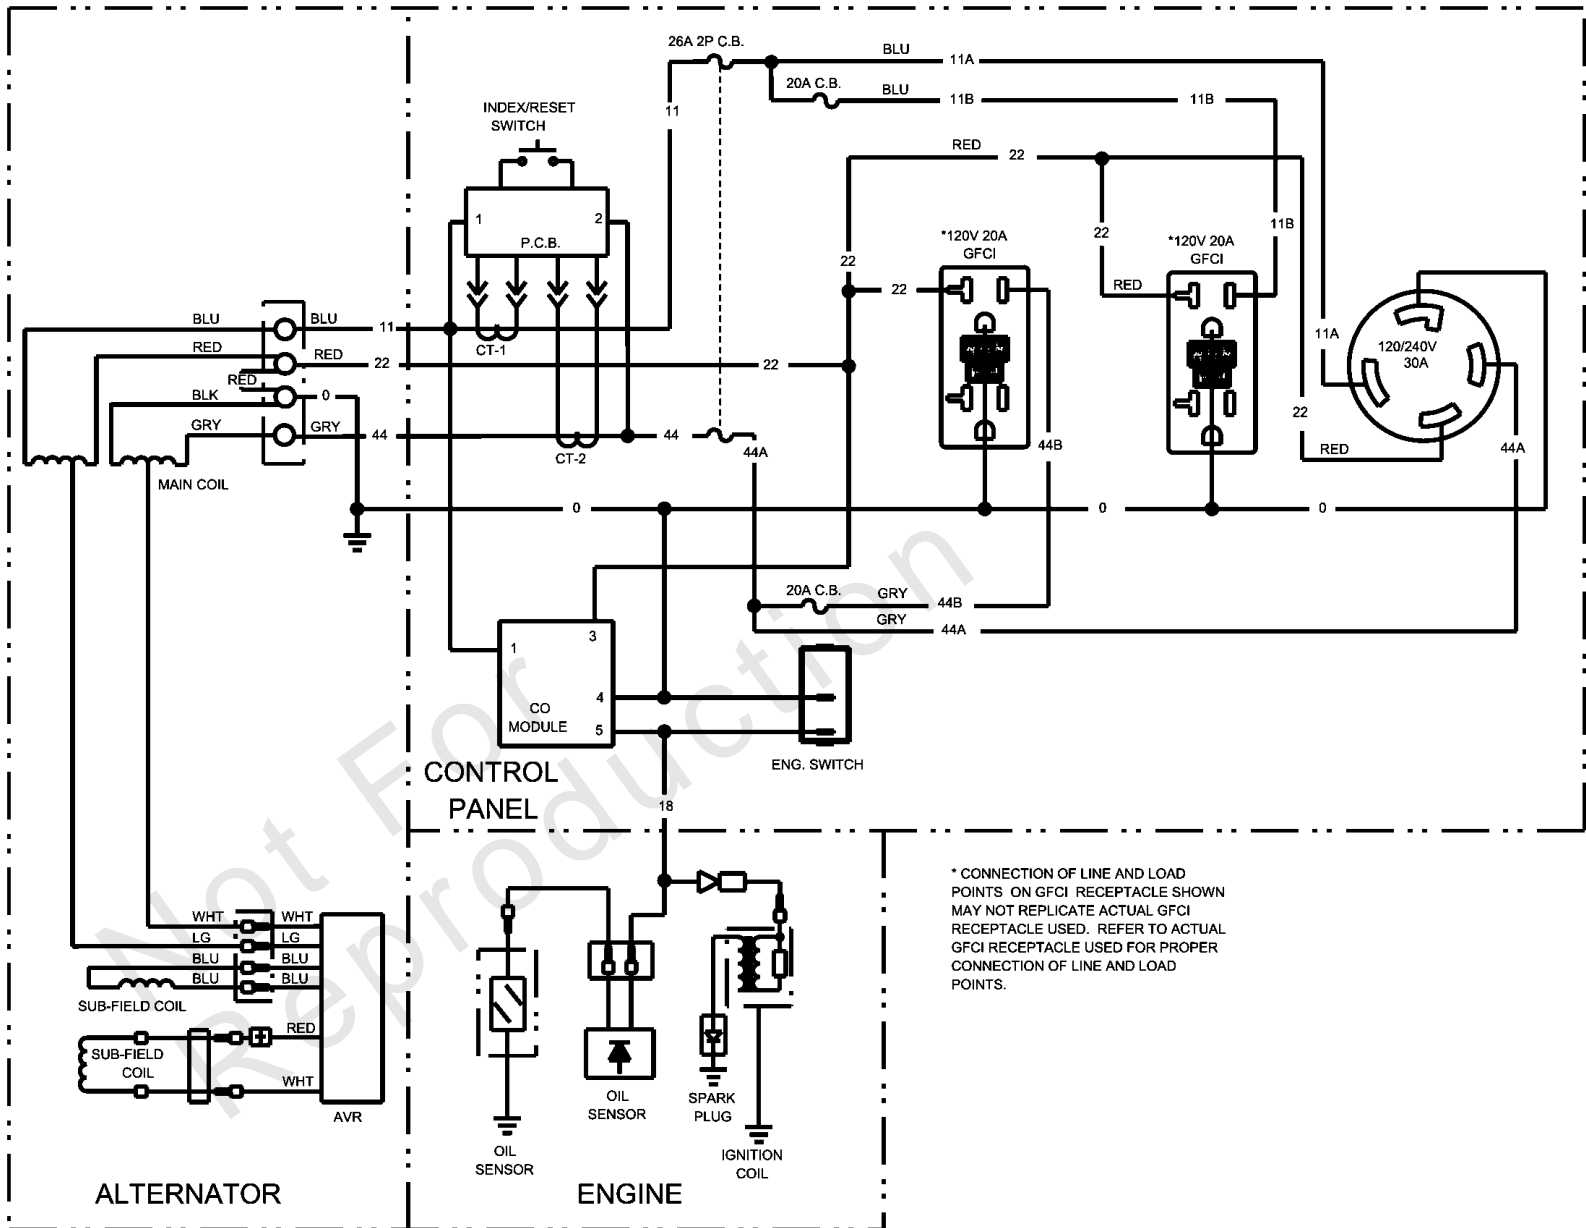 26A 2P C.B.
BLU
11A
20A C.B.
BLU
11B
11B
11
INDEX/RESET
SWITCH
RED
22
1
2
P.C.B.
22
11B
*120V 20A
GFCI
*120V 20A
GFCI
22
22
RED
BLU
BLU
11
CT-1
11A
120/240V
30A
RED
RED
22
22
RED
BLK
0
22
GRY
GRY
44
44
44A
44B
RED
44A
CT-2
MAIN COIL
0
0
0
20A C.B.
GRY
44B
GRY
44A
1
3
4
5
CO
MODULE
ENG. SWITCH
CONTROL
PANEL
18
Not For
Reproduction
* CONNECTION OF LINE AND LOAD
POINTS ON GFCI RECEPTACLE SHOWN
MAY NOT REPLICATE ACTUAL GFCI
RECEPTACLE USED. REFER TO ACTUAL
GFCI RECEPTACLE USED FOR PROPER
CONNECTION OF LINE AND LOAD
POINTS.
WHT
WHT
LG
LG
BLU
BLU
BLU
BLU
SUB-FIELD COIL
RED
SUB-FIELD
COIL
WHT
AVR
OIL
SENSOR
SPARK
PLUG
OIL
SENSOR
IGNITION
COIL
ALTERNATOR
ENGINE